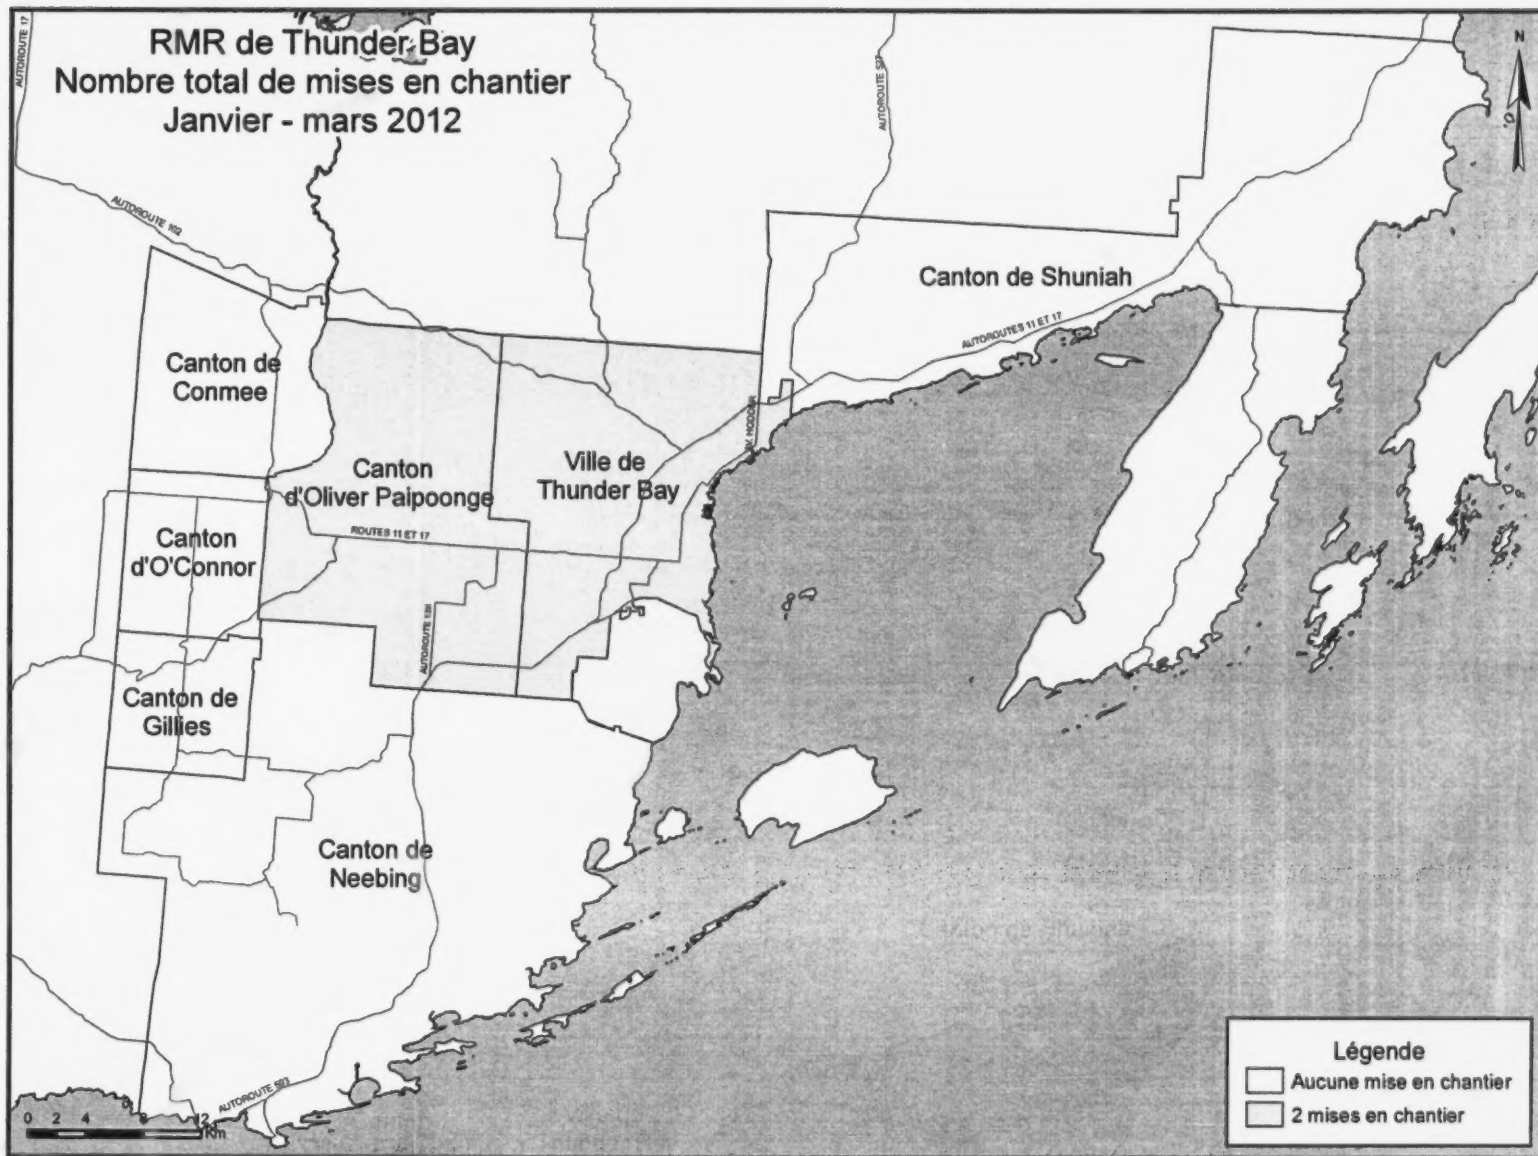 RMR de Thunder Bay
Nombre total de mises en chantier
Janvier - mars 2012
AUTOROUTE 17
AUTOROUTE 527
N
AUTOROUTE 102
Canton de Shuniah
AUTOROUTES 11 ET 17
Canton de
Conmee
Canton
d'Oliver Paipoonge
Ville de
Thunder Bay
HODDER
ROUTES 11 ET 17
Canton
d'O'Connor
AUTOROUTE
Canton de
Gillies
Canton de
Neebing
AUTOROUTE 593
0 2 4 8 12
Km
Légende
Aucune mise en chantier
2 mises en chantier